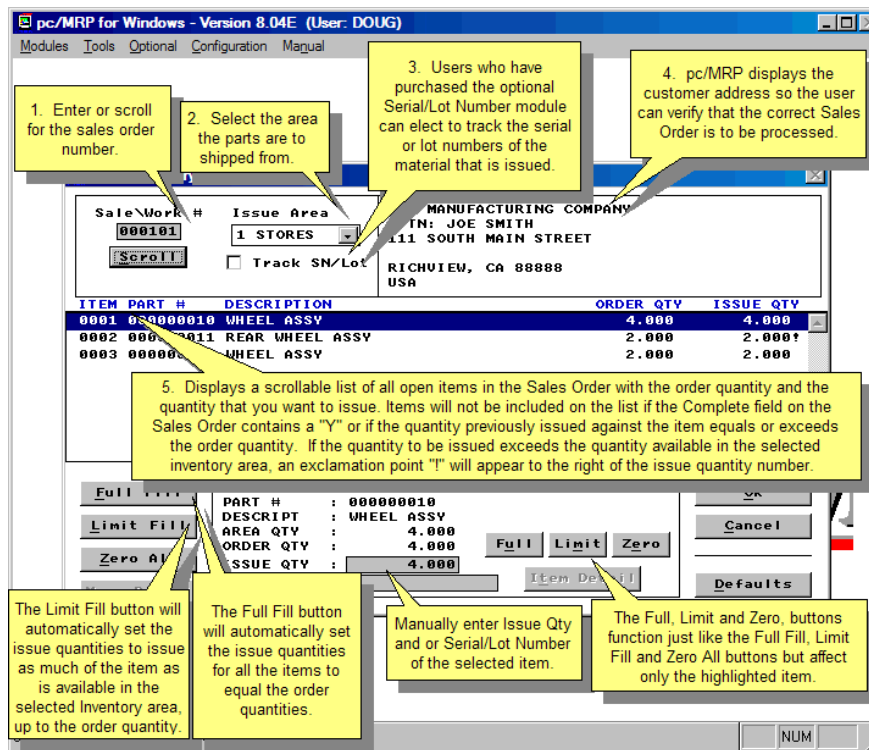 pc/MRP for Windows - Version 8.04E (User: DOUG)
Modules Tools Optional Configuration Manual
1. Enter or scroll
for the sales order
number.
2. Select the area
the parts are to
shipped from.
3. Users who have
purchased the optional
Serial/Lot Number module
can elect to track the serial
or lot numbers of the
material that is issued.
4. pc/MRP displays the
customer address so the user
can verify that the correct Sales
Order is to be processed.
Sale\Work #
000101
Scroll
Issue Area
1 STORES
Track SN/Lot
MANUFACTURING COMPANY
JOE SMITH
111 SOUTH MAIN STREET
RICHVIEW, CA 88888
USA
ITEM PART # DESCRIPTION ORDER QTY ISSUE QTY
0001 000000010 WHEEL ASSY 4.000 4.000
0002 000000011 REAR WHEEL ASSY 2.000 2.000!
0003 WHEEL ASSY 2.000 2.000
5. Displays a scrollable list of all open items in the Sales Order with the order quantity and the
quantity that you want to issue. Items will not be included on the list if the Complete field on the
Sales Order contains a "Y" or if the quantity previously issued against the item equals or exceeds
the order quantity. If the quantity to be issued exceeds the quantity available in the selected
inventory area, an exclamation point "!" will appear to the right of the issue quantity number.
Full Fill
Limit Fill
Zero All
PART # : 000000010
DESCRIPT : WHEEL ASSY
AREA QTY : 4.000
ORDER QTY : 4.000
ISSUE QTY : 4.000
Full Limit Zero
Item Detail
Ok
Cancel
Defaults
The Limit Fill button will
automatically set the
issue quantities to issue
as much of the item as
is available in the
selected Inventory area,
up to the order quantity.
The Full Fill button
will automatically set
the issue quantities
for all the items to
equal the order
quantities.
Manually enter Issue Qty
and or Serial/Lot Number
of the selected item.
The Full, Limit and Zero, buttons
function just like the Full Fill, Limit
Fill and Zero All buttons but affect
only the highlighted item.
NUM